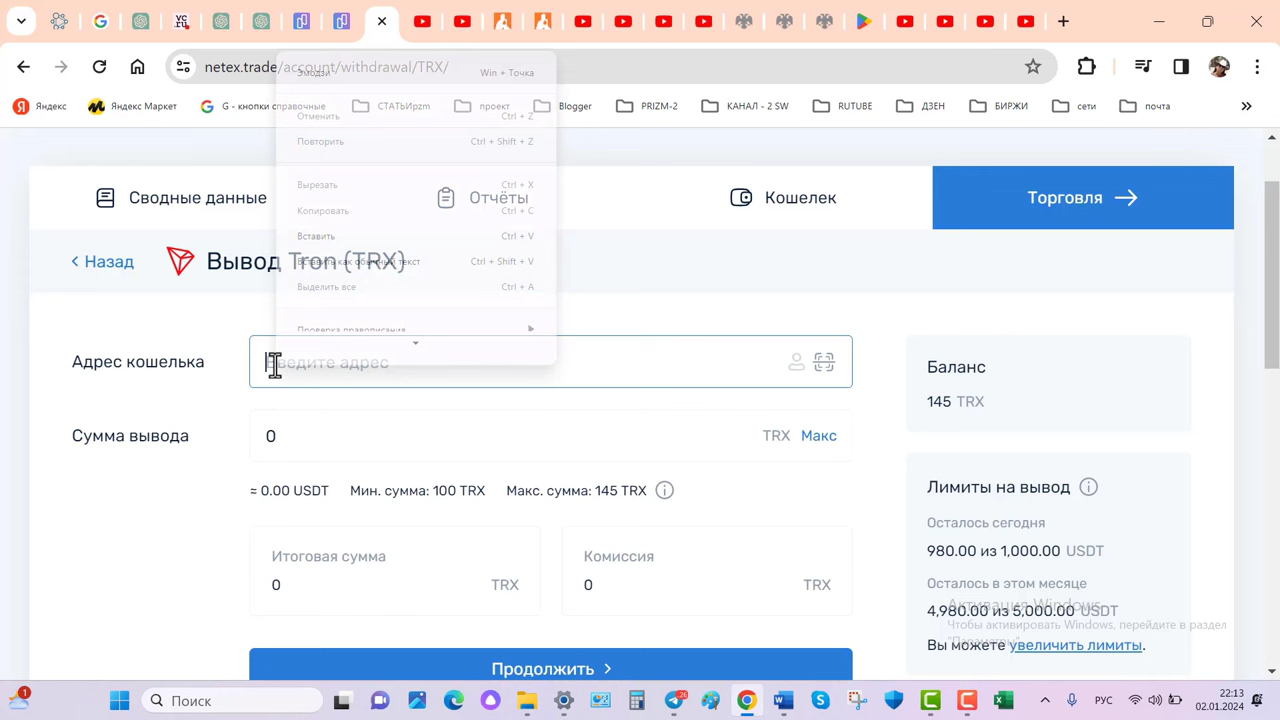 netex.trade/account/withdrawal/TRX/
Яндекс
Яндекс Маркет
G - кнопки справочные
СТАТЬИpzm
проект
Blogger
PRIZM-2
КАНАЛ - 2 SW
RUTUBE
ДЗЕН
БИРЖИ
сети
почта
Эмодзи
Win + Точка
Отменить
Ctrl + Z
Повторить
Ctrl + Shift + Z
Вырезать
Ctrl + X
Копировать
Ctrl + C
Вставить
Ctrl + V
Вставить как обычный текст
Ctrl + Shift + V
Выделить все
Ctrl + A
Проверка правописания
Сводные данные
Отчёты
Кошелек
Торговля
Назад
Вывод Tron (TRX)
Адрес кошелька
Введите адрес
Сумма вывода
0
TRX Макс
≈ 0.00 USDT
Мин. сумма: 100 TRX
Макс. сумма: 145 TRX
Итоговая сумма
0
TRX
Комиссия
0
TRX
Продолжить
Баланс
145 TRX
Лимиты на вывод
Осталось сегодня
980.00 из 1,000.00 USDT
Осталось в этом месяце
4,980.00 из 5,000.00 USDT
Вы можете увеличить лимиты.
Активация Windows
Чтобы активировать Windows, перейдите в раздел
"Параметры".
1
Поиск
26
РУС
22:13
02.01.2024